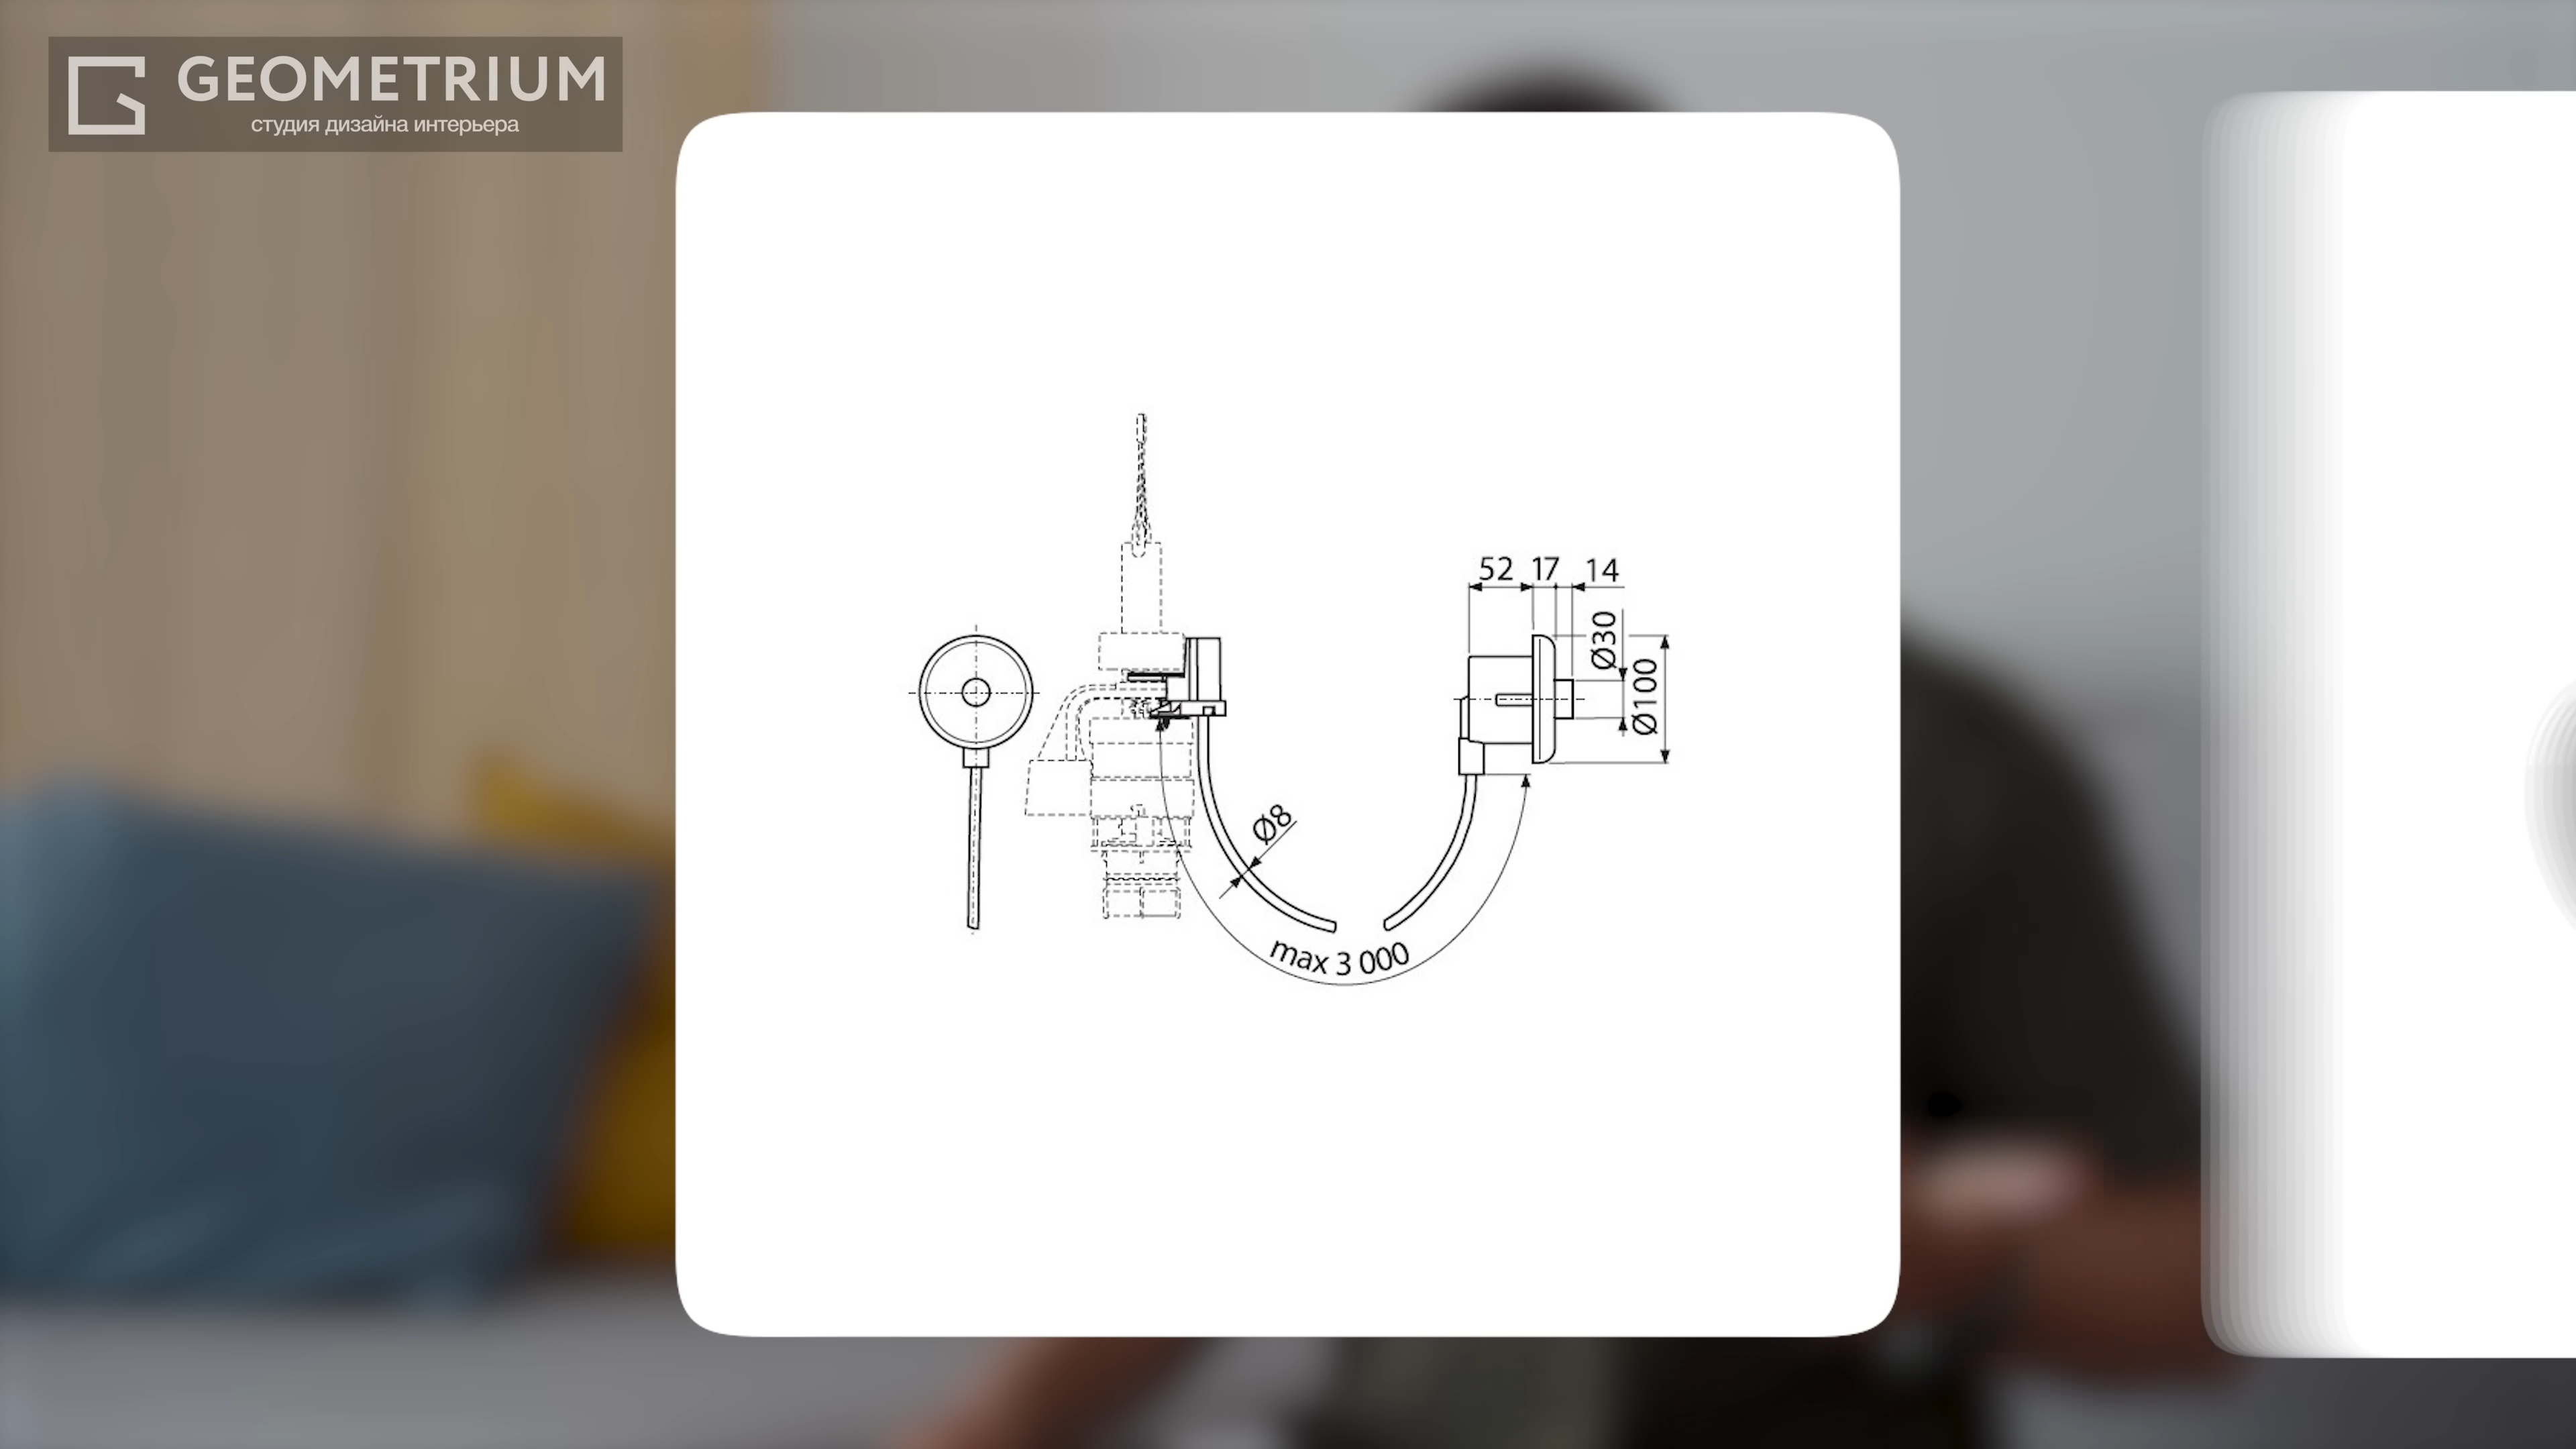 GEOMETRIUM
студия дизайна интерьера
52 17 14
Ø30
Ø100
Ø8
max 3 000